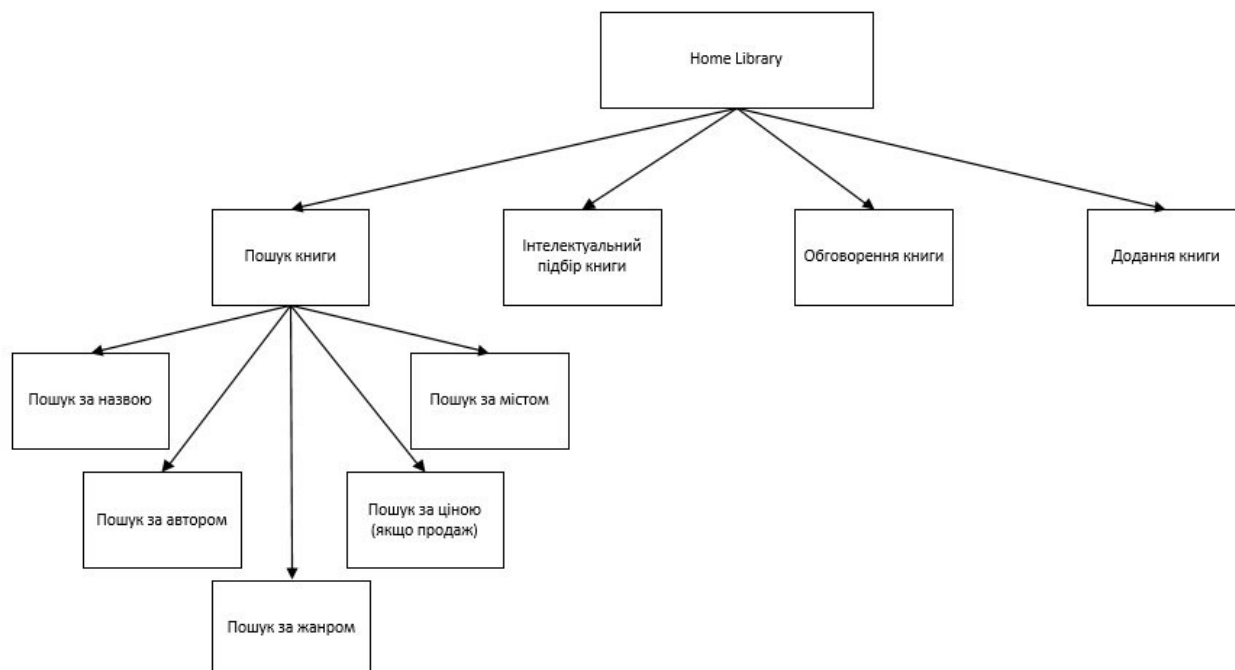 Home Library
Пошук книги
Інтелектуальний
підбір книги
Обговорення книги
Додання книги
Пошук за назвою
Пошук за містом
Пошук за автором
Пошук за ціною
(якщо продаж)
Пошук за жанром